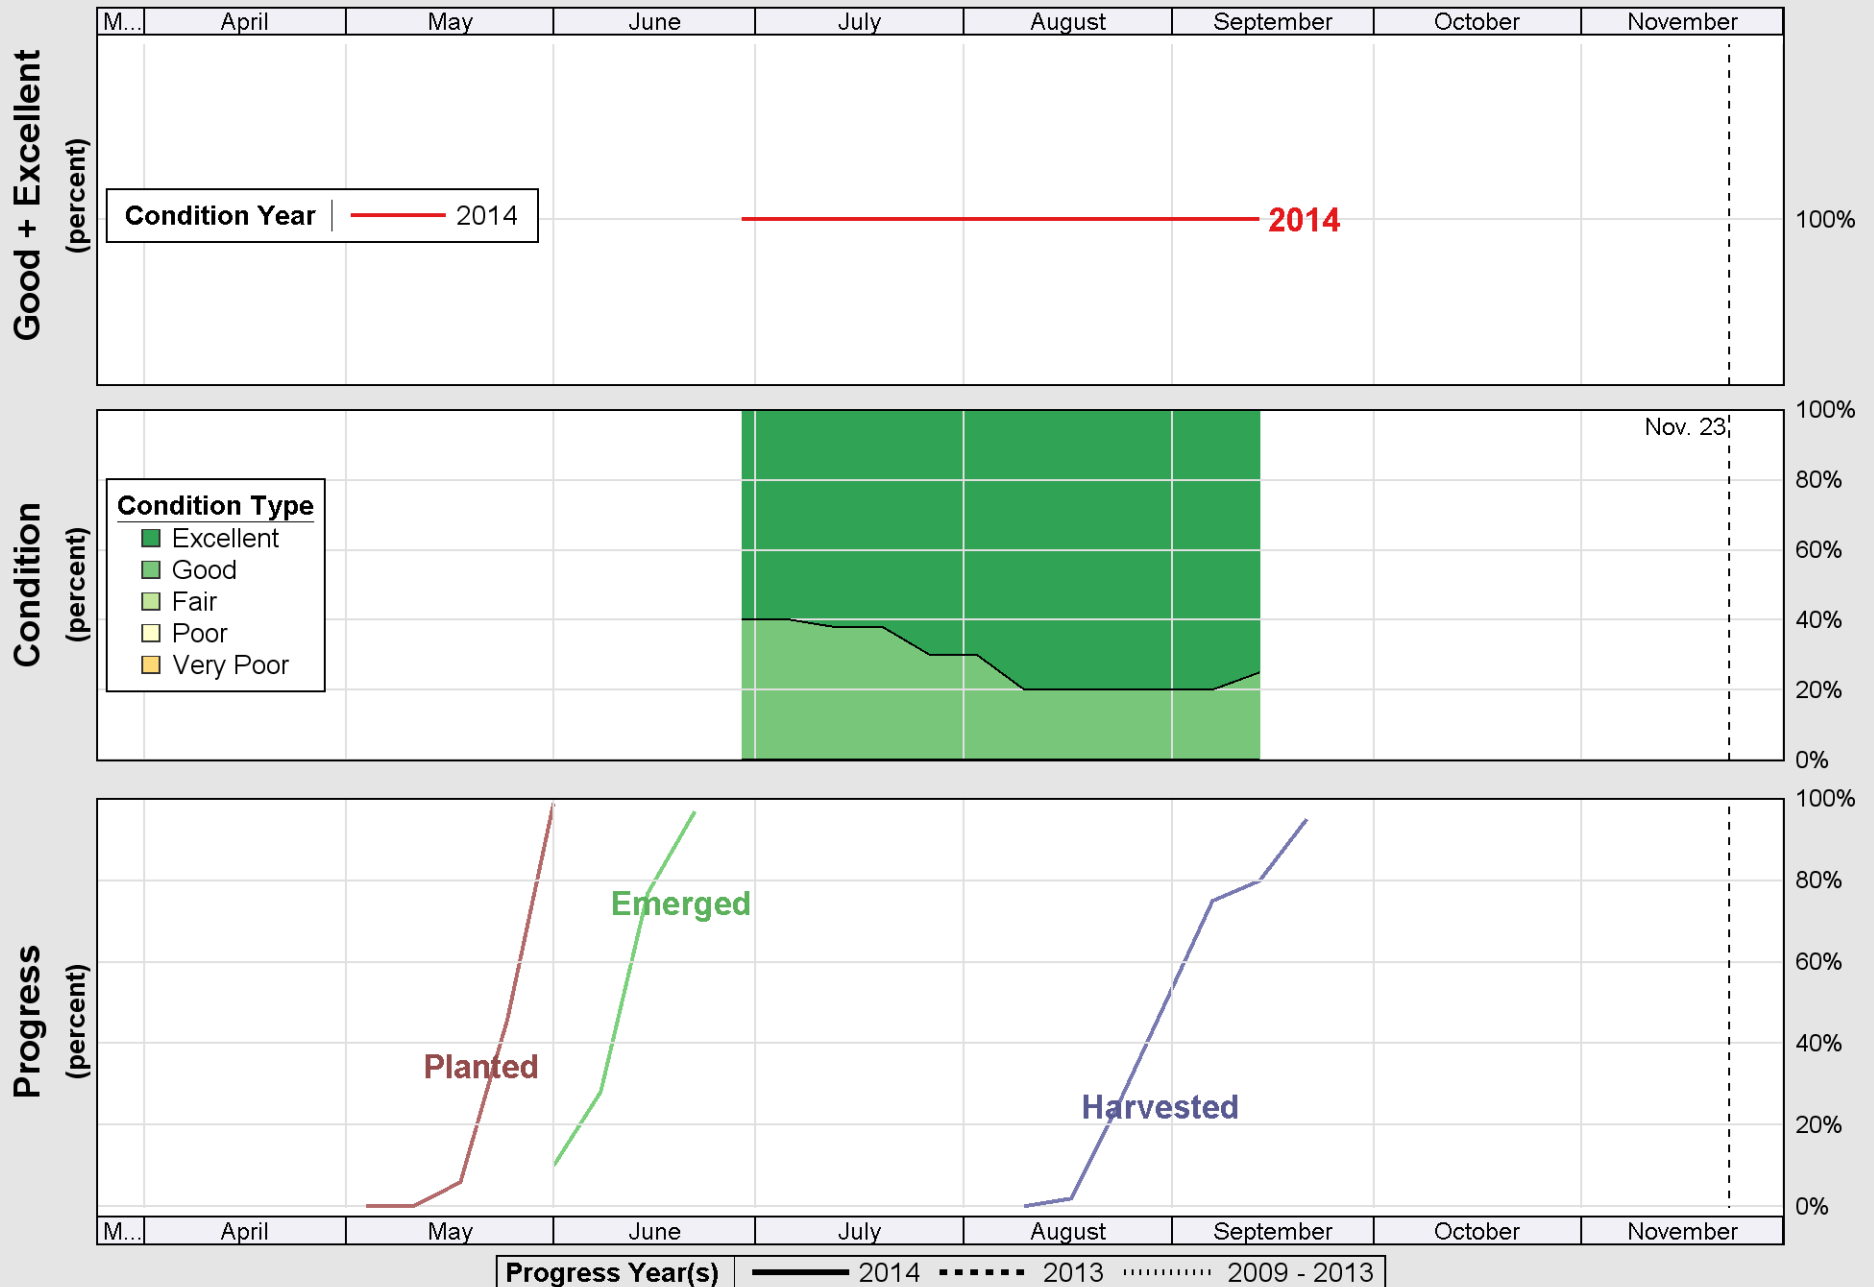 M... April May June July August September October November
Good + Excellent
(percent)
Condition Year 2014
2014
100%
Condition
(percent)
Nov. 23
Condition Type
Excellent
Good
Fair
Poor
Very Poor
100%
80%
60%
40%
20%
0%
Progress
(percent)
Planted
Emerged
Harvested
100%
80%
60%
40%
20%
0%
M... April May June July August September October November
Progress Year(s) 2014 2013 2009 - 2013